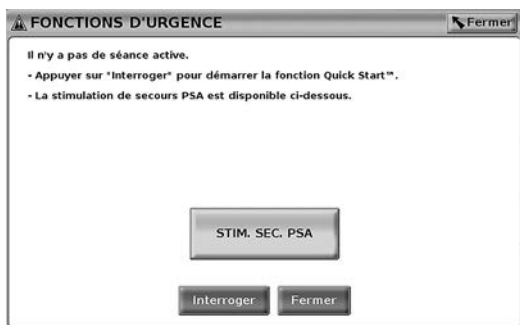 FONCTIONS D'URGENCE
Fermer
Il n'y a pas de séance active.
- Appuyer sur "Interroger" pour démarrer la fonction Quick Start™.
- La stimulation de secours PSA est disponible ci-dessous.
STIM. SEC. PSA
Interroger
Fermer